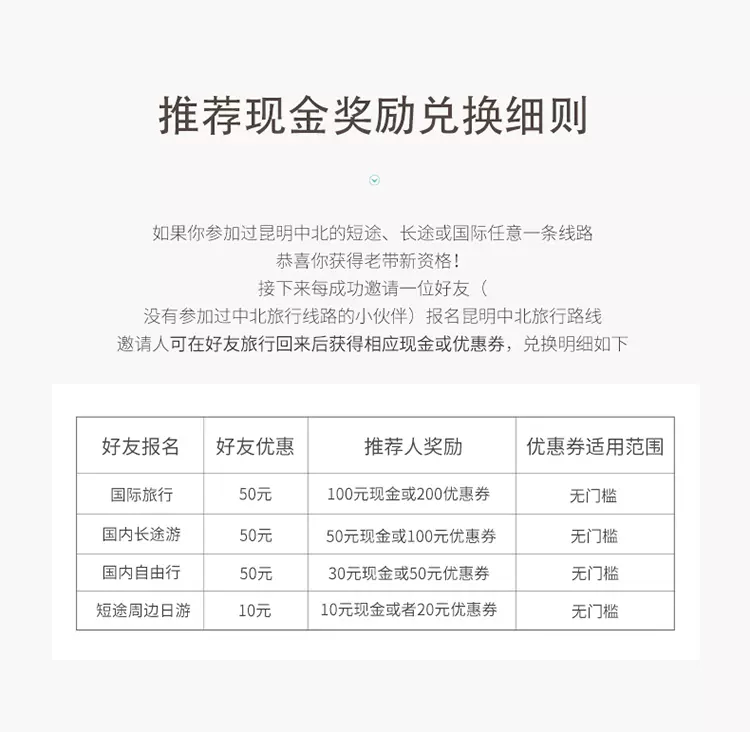 推荐现金奖励兑换细则
如果你参加过昆明中北的短途、长途或国际任意一条线路
恭喜你获得老带新资格！
接下来每成功邀请一位好友（
没有参加过中北旅行线路的小伙伴）报名昆明中北旅行路线
邀请人可在好友旅行回来后获得相应现金或优惠券，兑换明细如下
好友报名 好友优惠 推荐人奖励 优惠券适用范围
国际旅行 50元 100元现金或200优惠券 无门槛
国内长途游 50元 50元现金或100元优惠券 无门槛
国内自由行 50元 30元现金或50元优惠券 无门槛
短途周边日游 10元 10元现金或者20元优惠券 无门槛